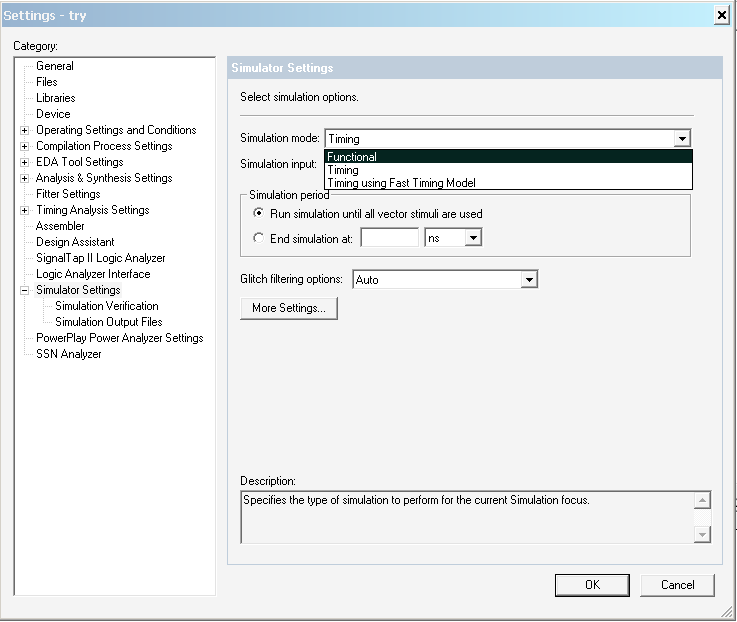 Settings - try
Category:
General
Files
Libraries
Device
Operating Settings and Conditions
Compilation Process Settings
EDA Tool Settings
Analysis & Synthesis Settings
Fitter Settings
Timing Analysis Settings
Assembler
Design Assistant
SignalTap II Logic Analyzer
Logic Analyzer Interface
Simulator Settings
Simulation Verification
Simulation Output Files
PowerPlay Power Analyzer Settings
SSN Analyzer
Simulator Settings
Select simulation options.
Simulation mode: Timing
Functional
Simulation input:
Timing
Timing using Fast Timing Model
Simulation period
Run simulation until all vector stimuli are used
End simulation at: ns
Glitch filtering options: Auto
More Settings...
Description:
Specifies the type of simulation to perform for the current Simulation focus.
OK Cancel